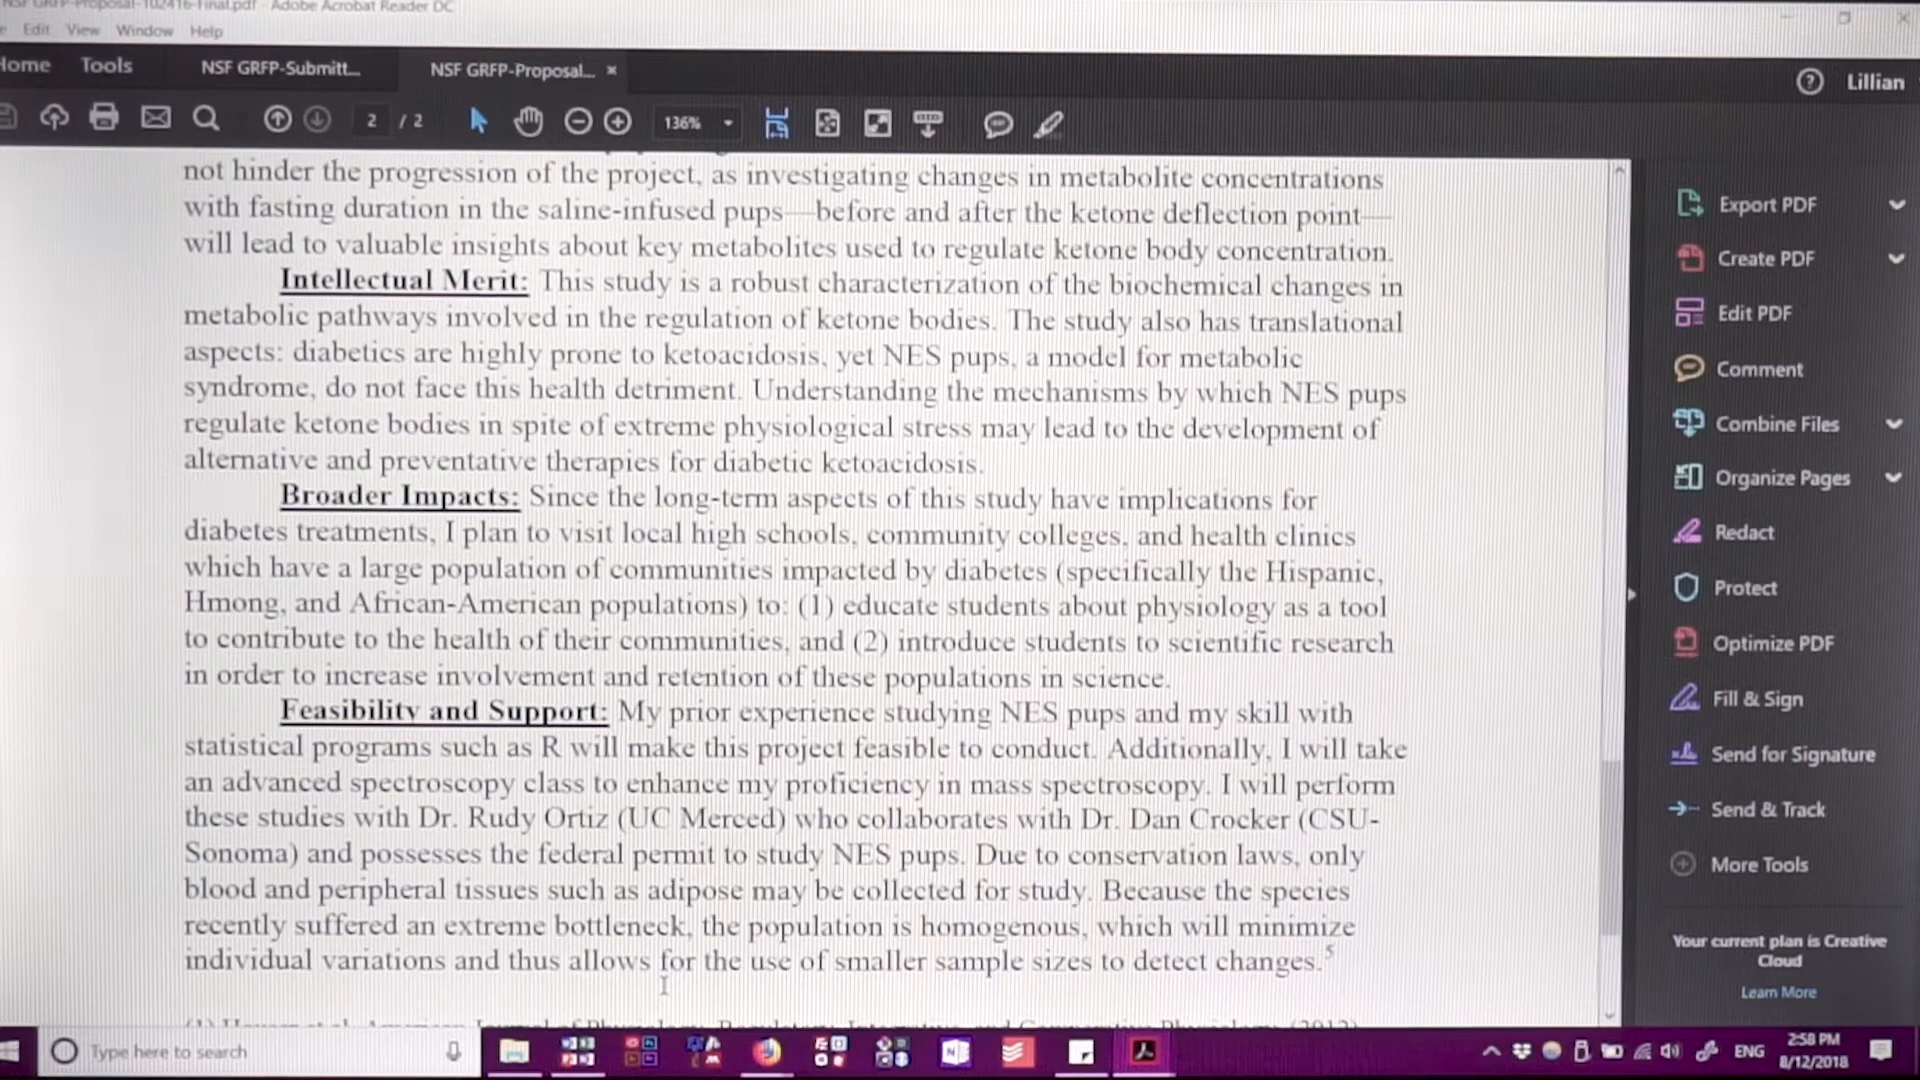 NSF GRFP-Proposal-102416-Final.pdf - Adobe Acrobat Reader DC
Edit View Window Help
Home Tools NSF GRFP-Submitt... NSF GRFP-Proposal... × ? Lillian
2 / 2 136%
not hinder the progression of the project, as investigating changes in metabolite concentrations
with fasting duration in the saline-infused pups—before and after the ketone deflection point—
will lead to valuable insights about key metabolites used to regulate ketone body concentration.
Intellectual Merit: This study is a robust characterization of the biochemical changes in
metabolic pathways involved in the regulation of ketone bodies. The study also has translational
aspects: diabetics are highly prone to ketoacidosis, yet NES pups, a model for metabolic
syndrome, do not face this health detriment. Understanding the mechanisms by which NES pups
regulate ketone bodies in spite of extreme physiological stress may lead to the development of
alternative and preventative therapies for diabetic ketoacidosis.
Broader Impacts: Since the long-term aspects of this study have implications for
diabetes treatments, I plan to visit local high schools, community colleges, and health clinics
which have a large population of communities impacted by diabetes (specifically the Hispanic,
Hmong, and African-American populations) to: (1) educate students about physiology as a tool
to contribute to the health of their communities, and (2) introduce students to scientific research
in order to increase involvement and retention of these populations in science.
Feasibility and Support: My prior experience studying NES pups and my skill with
statistical programs such as R will make this project feasible to conduct. Additionally, I will take
an advanced spectroscopy class to enhance my proficiency in mass spectroscopy. I will perform
these studies with Dr. Rudy Ortiz (UC Merced) who collaborates with Dr. Dan Crocker (CSU-
Sonoma) and possesses the federal permit to study NES pups. Due to conservation laws, only
blood and peripheral tissues such as adipose may be collected for study. Because the species
recently suffered an extreme bottleneck, the population is homogenous, which will minimize
individual variations and thus allows for the use of smaller sample sizes to detect changes.5
Export PDF
Create PDF
Edit PDF
Comment
Combine Files
Organize Pages
Redact
Protect
Optimize PDF
Fill & Sign
Send for Signature
Send & Track
More Tools
Your current plan is Creative
Cloud
Learn More
Type here to search
ENG
2:58 PM
8/12/2018